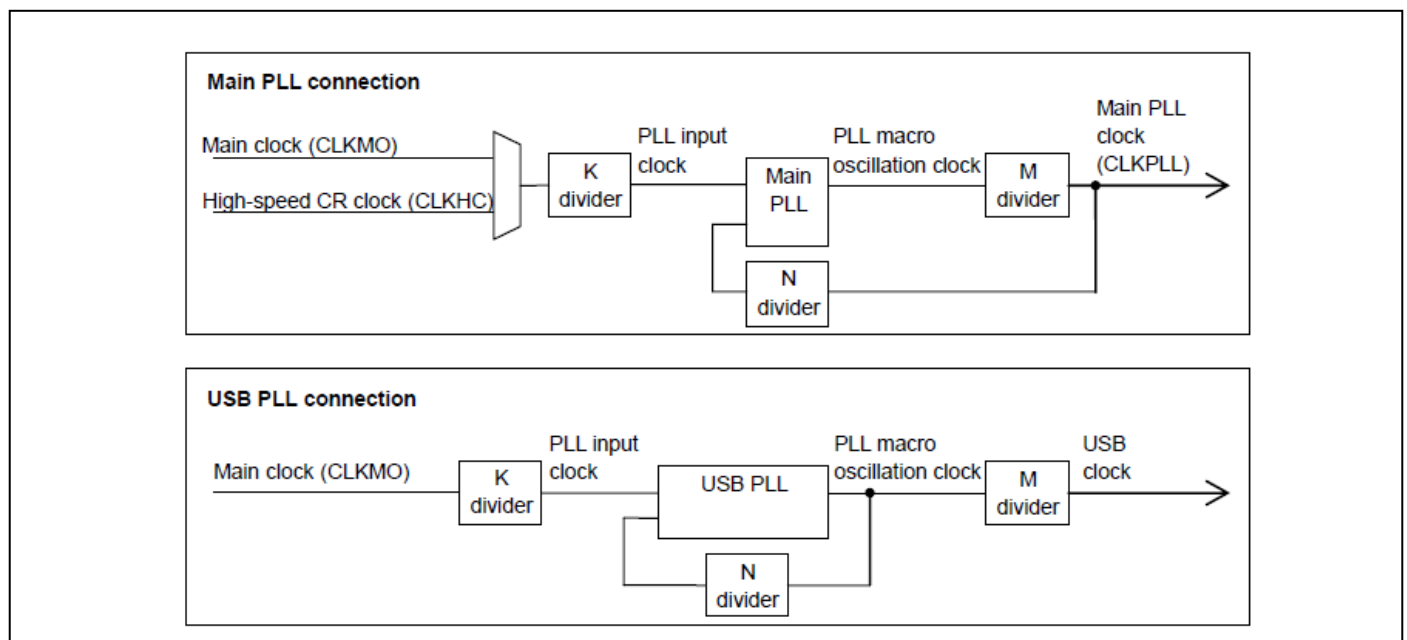 Main PLL connection
Main clock (CLKMO)
High-speed CR clock (CLKHC)
K
divider
PLL input
clock
Main
PLL
PLL macro
oscillation clock
M
divider
Main PLL
clock
(CLKPLL)
N
divider
USB PLL connection
Main clock (CLKMO)
K
divider
PLL input
clock
USB PLL
PLL macro
oscillation clock
M
divider
USB
clock
N
divider